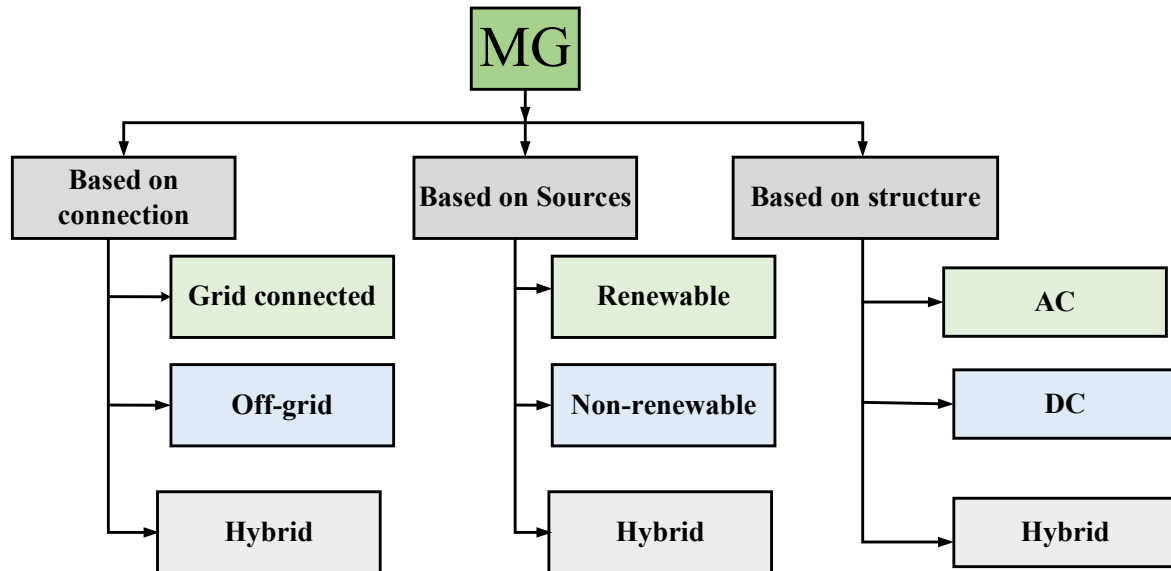 MG
Based on
connection
Based on Sources
Based on structure
Grid connected
Renewable
AC
Off-grid
Non-renewable
DC
Hybrid
Hybrid
Hybrid